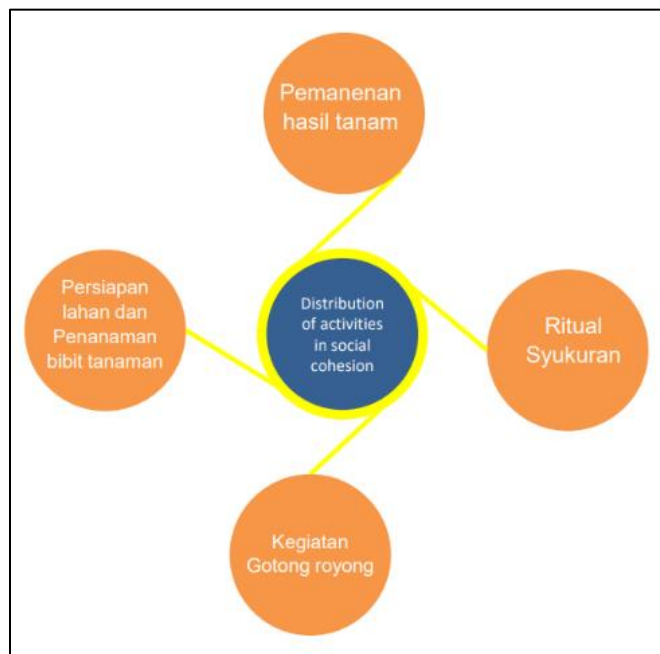 Pemanenan
hasil tanam
Persiapan
lahan dan
Penanaman
bibit tanaman
Distribution
of activities
in social
cohesion
Ritual
Syukuran
Kegiatan
Gotong royong